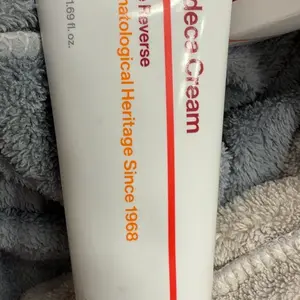 deca Cream
Reverse
matological Heritage Since 1968
1.69 fl. oz.